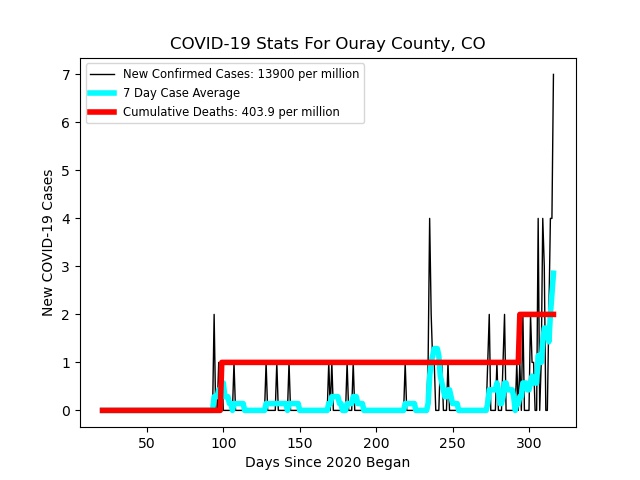 COVID-19 Stats For Ouray County, CO
New Confirmed Cases: 13900 per million
7 Day Case Average
Cumulative Deaths: 403.9 per million
New COVID-19 Cases
7
6
5
4
3
2
1
0
50 100 150 200 250 300
Days Since 2020 Began